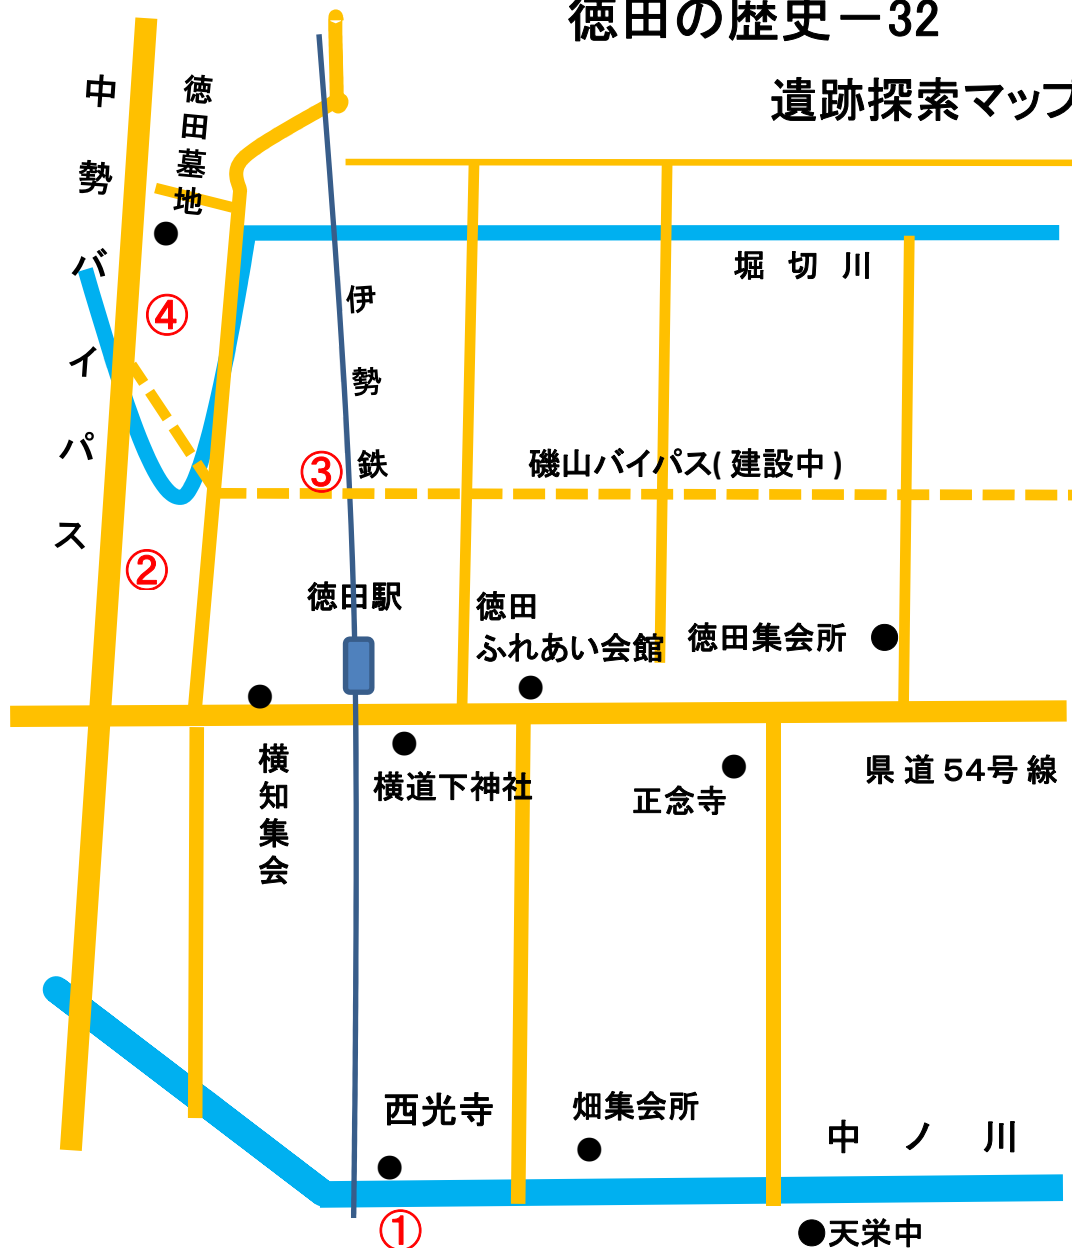 徳田の歴史－32
遺跡探索マップ
中勢バイパス
徳田墓地
堀切川
④
伊勢鉄
③
磯山バイパス(建設中)
②
徳田駅
徳田
ふれあい会館
徳田集会所
横知集会
横道下神社
正念寺
県道54号線
西光寺
畑集会所
中ノ川
①
天栄中